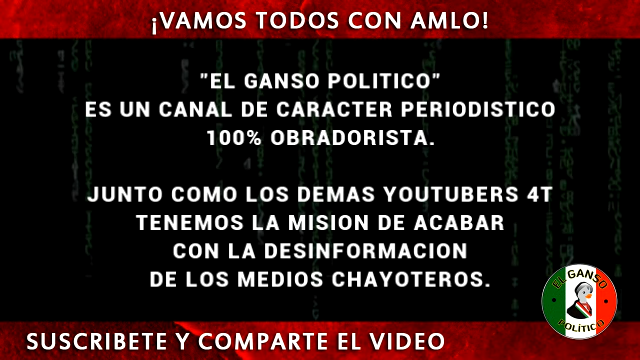 ¡VAMOS TODOS CON AMLO!
"EL GANSO POLITICO"
ES UN CANAL DE CARACTER PERIODISTICO
100% OBRADORISTA.
JUNTO COMO LOS DEMAS YOUTUBERS 4T
TENEMOS LA MISION DE ACABAR
CON LA DESINFORMACION
DE LOS MEDIOS CHAYOTEROS.
EL GANSO
POLÍTICO
SUSCRIBETE Y COMPARTE EL VIDEO